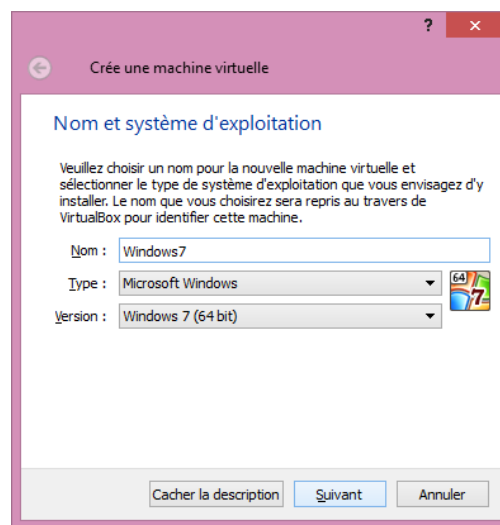 ?
×
Crée une machine virtuelle
Nom et système d'exploitation
Veuillez choisir un nom pour la nouvelle machine virtuelle et
sélectionner le type de système d'exploitation que vous envisagez d'y
installer. Le nom que vous choisirez sera repris au travers de
VirtualBox pour identifier cette machine.
Nom : Windows7
Type : Microsoft Windows
64
7
Version : Windows 7 (64 bit)
Cacher la description Suivant Annuler